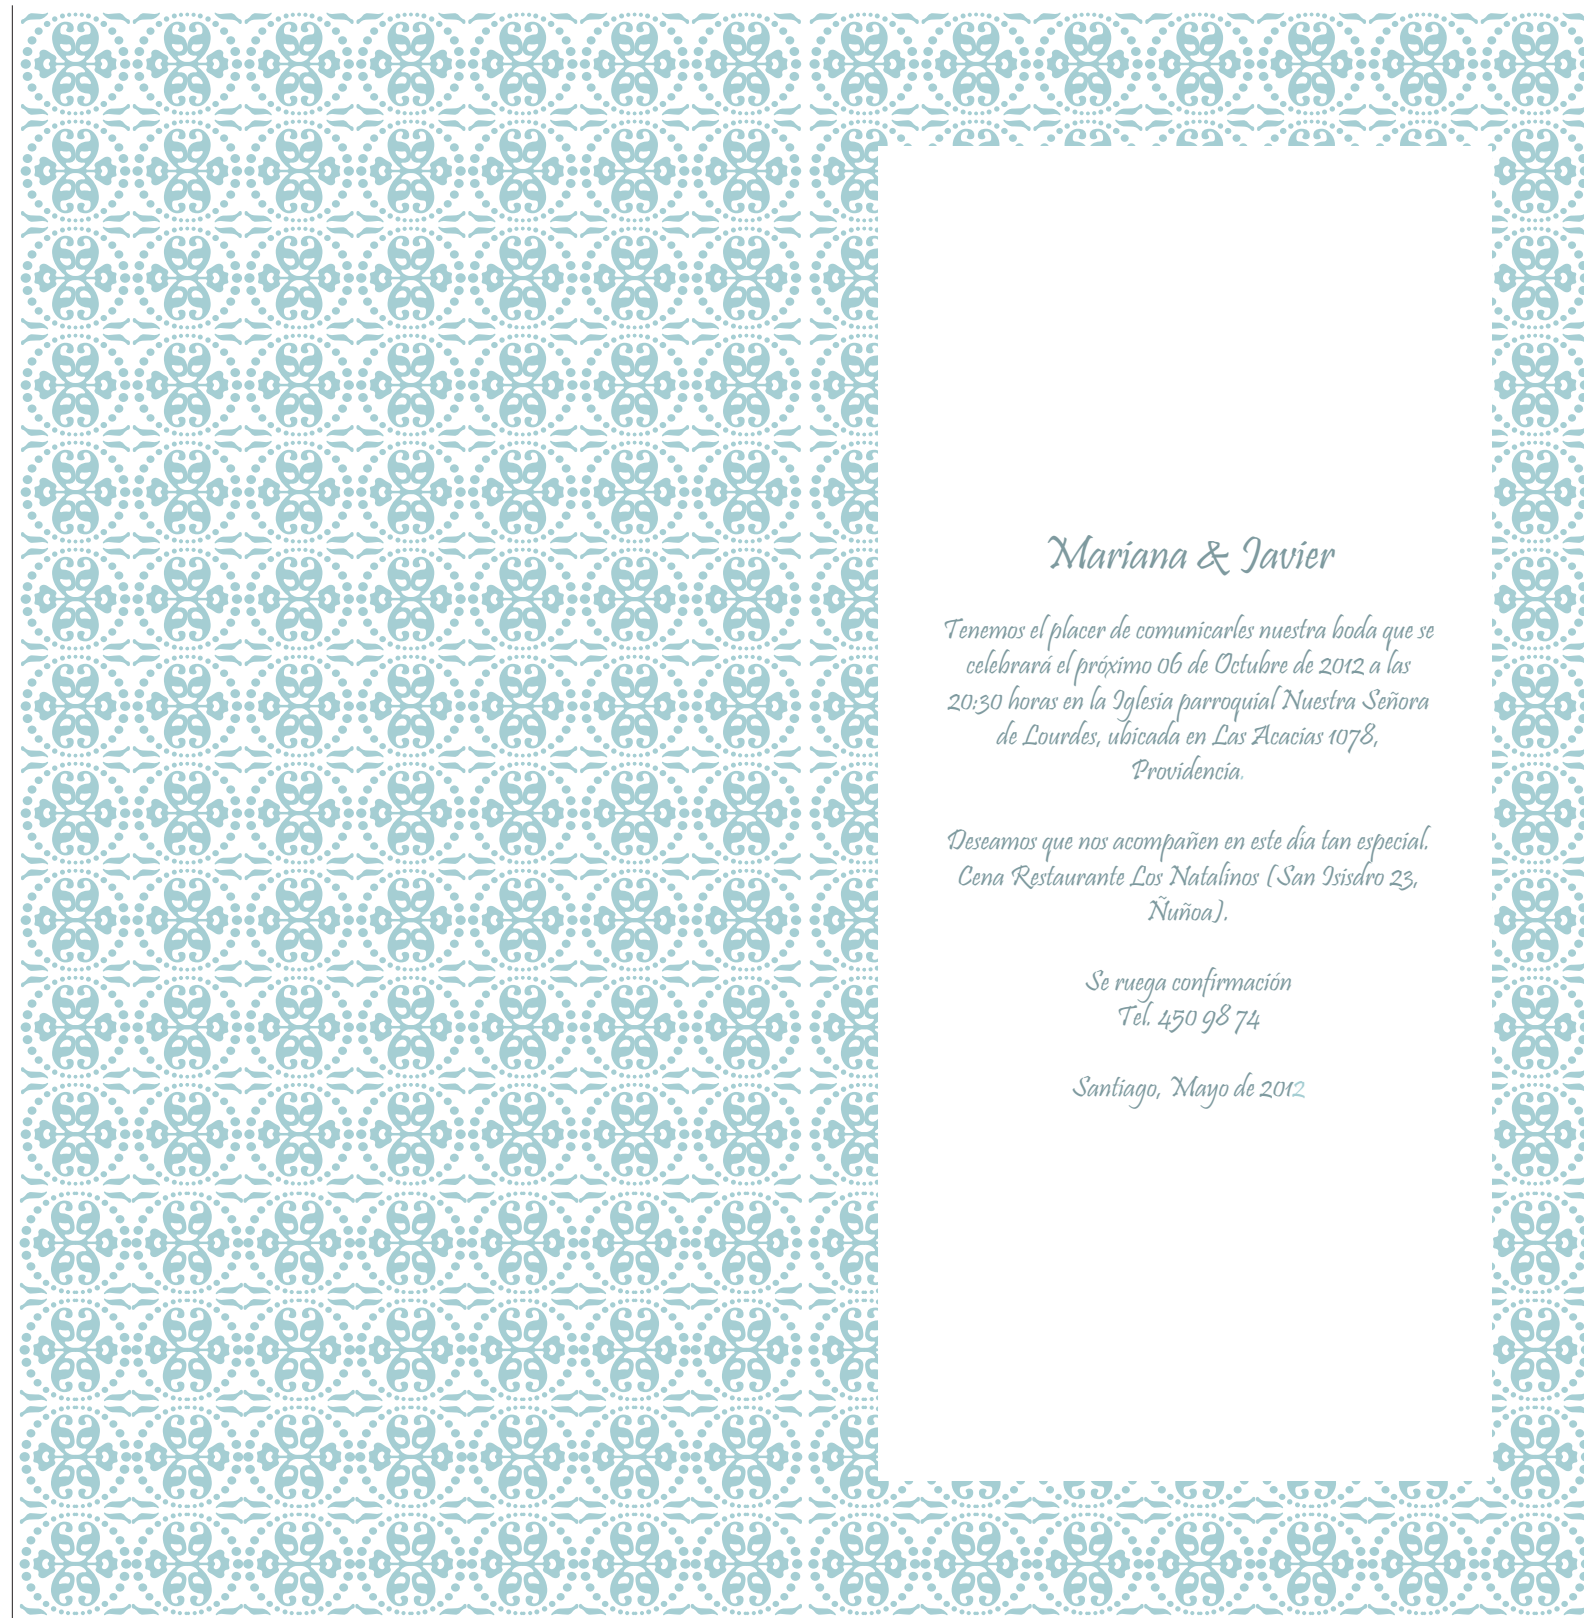 Mariana & Javier
Tenemos el placer de comunicarles nuestra boda que se
celebrará el próximo 06 de Octubre de 2012 a las
20:30 horas en la Iglesia parroquial Nuestra Señora
de Lourdes, ubicada en Las Acacias 1078,
Providencia.
Deseamos que nos acompañen en este día tan especial.
Cena Restaurante Los Natalinos (San Isisdro 23,
Ñuñoa).
Se ruega confirmación
Tel. 450 98 74
Santiago, Mayo de 2012